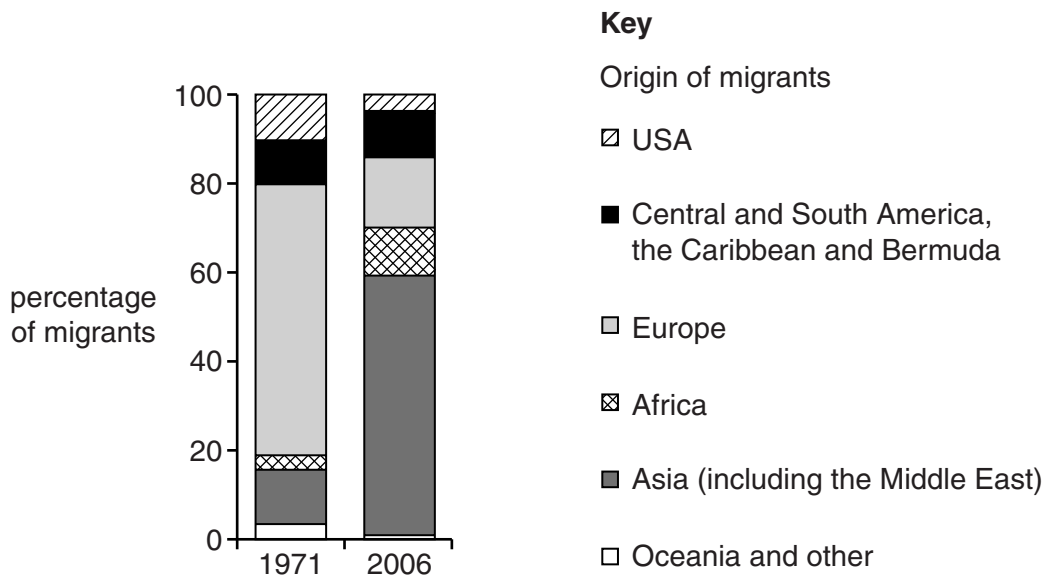 Key
Origin of migrants
USA
Central and South America,
the Caribbean and Bermuda
Europe
Africa
Asia (including the Middle East)
Oceania and other
percentage
of migrants
100
80
60
40
20
0
1971 2006